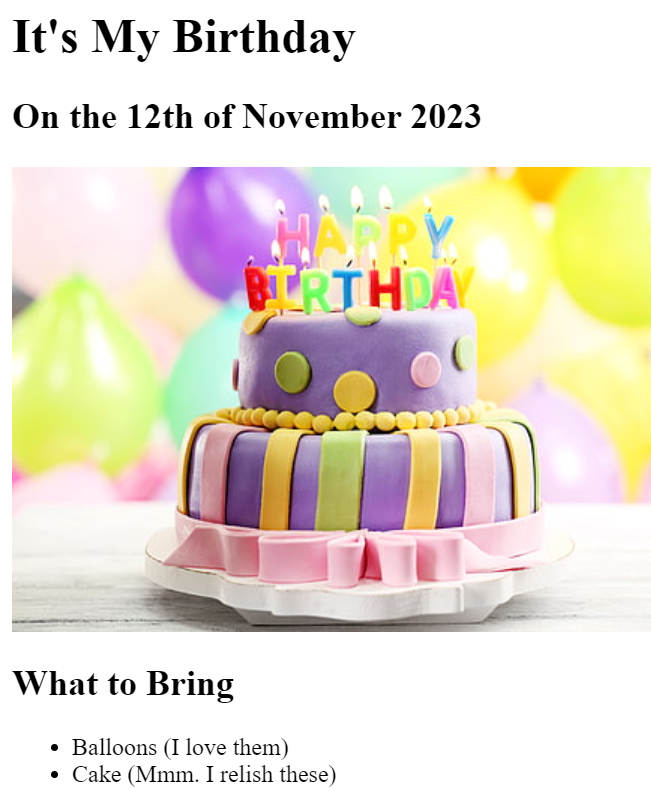 It's My Birthday
On the 12th of November 2023
HAPPY
BIRTHDAY
What to Bring
Balloons (I love them)
Cake (Mmm. I relish these)